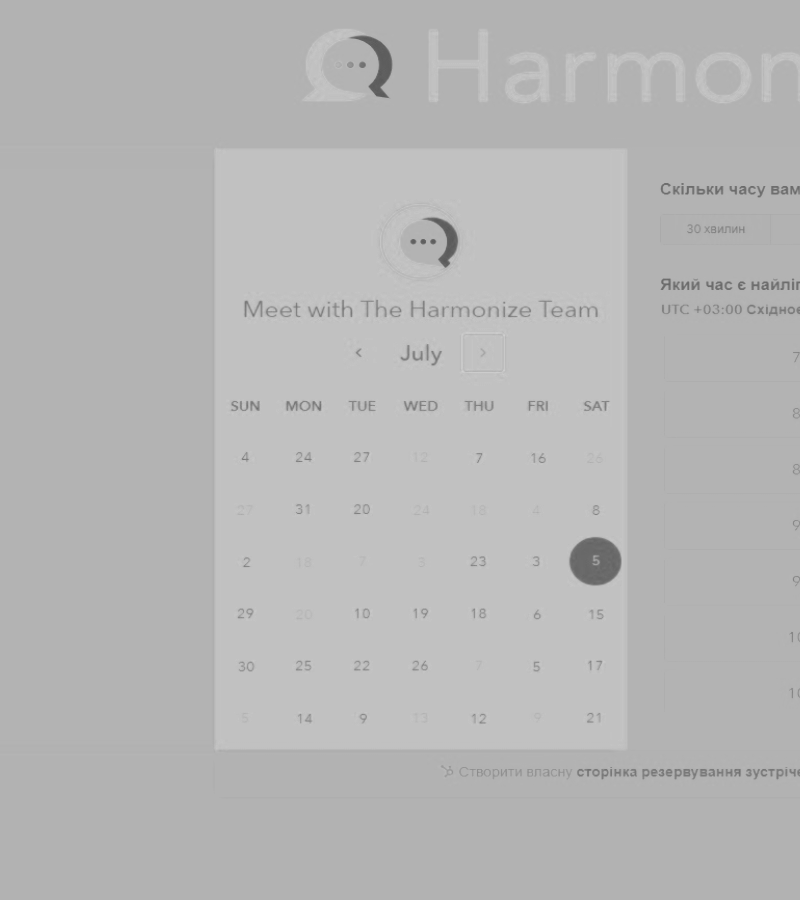 Harmon
Скільки часу вам
30 хвилин
Який час є найліп
UTC +03:00 Східноє
Meet with The Harmonize Team
July
SUN MON TUE WED THU FRI SAT
4 24 27 12 7 16 26
27 31 20 24 18 4 8
2 18 7 3 23 3 5
29 20 10 19 18 6 15
30 25 22 26 7 5 17
5 14 9 13 12 9 21
7
8
8
9
9
10
10
Створити власну сторінка резервування зустріче